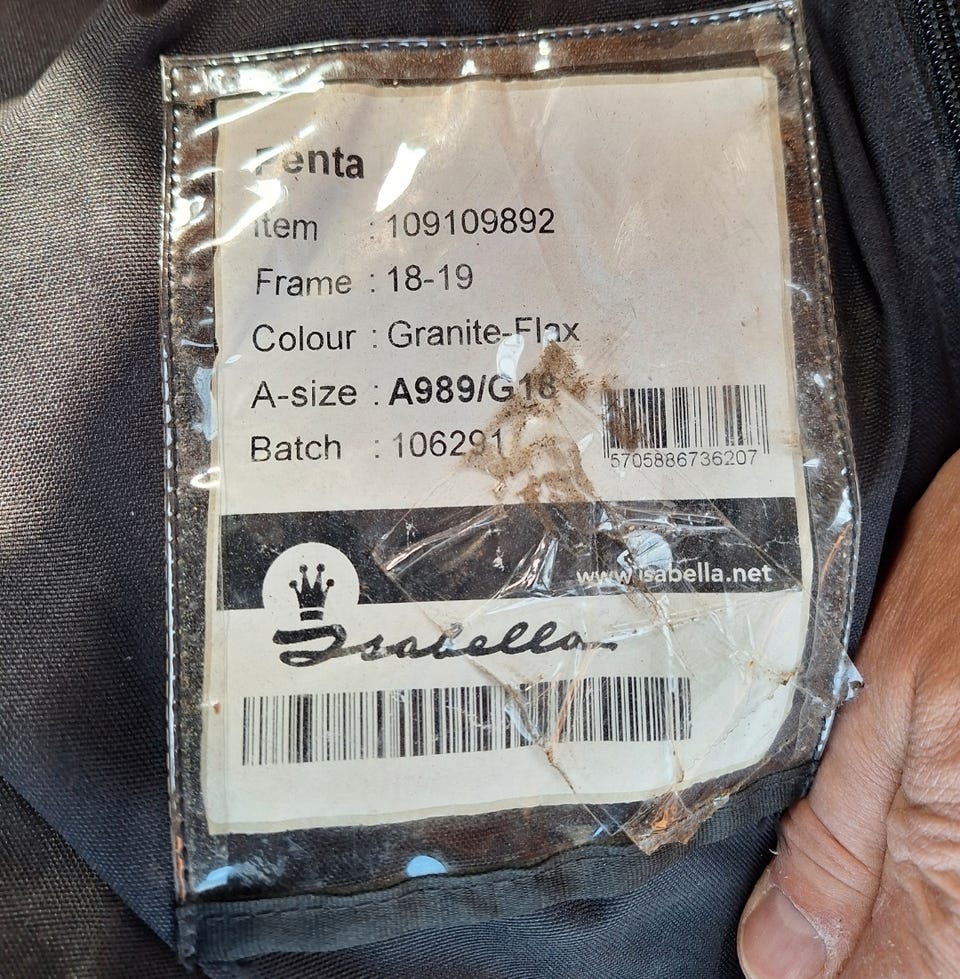 Penta
Item : 109109892
Frame : 18-19
Colour : Granite-Flax
A-size : A989/G18
Batch : 106291
5705886736207
www.isabella.net
Isabella